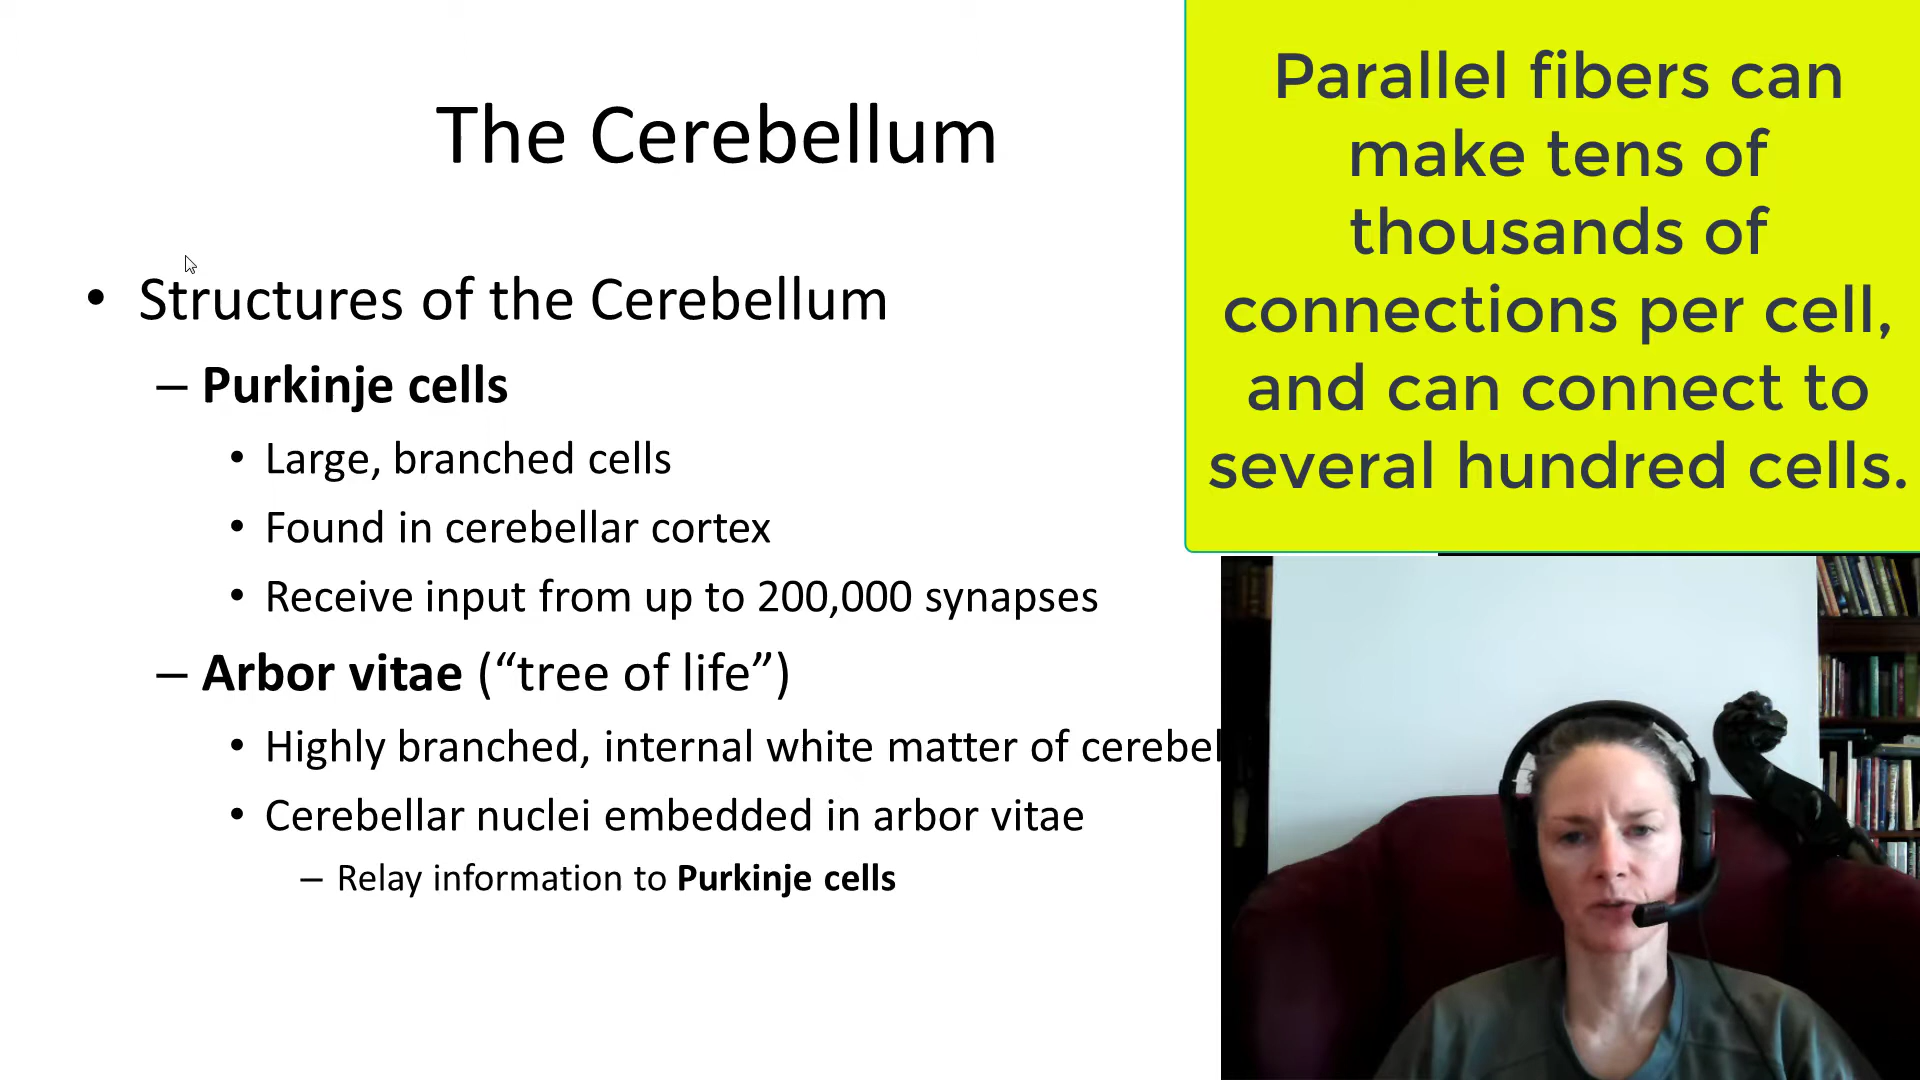 The Cerebellum
• Structures of the Cerebellum
– Purkinje cells
• Large, branched cells
• Found in cerebellar cortex
• Receive input from up to 200,000 synapses
– Arbor vitae (“tree of life”)
• Highly branched, internal white matter of cerebel
• Cerebellar nuclei embedded in arbor vitae
– Relay information to Purkinje cells
Parallel fibers can
make tens of
thousands of
connections per cell,
and can connect to
several hundred cells.